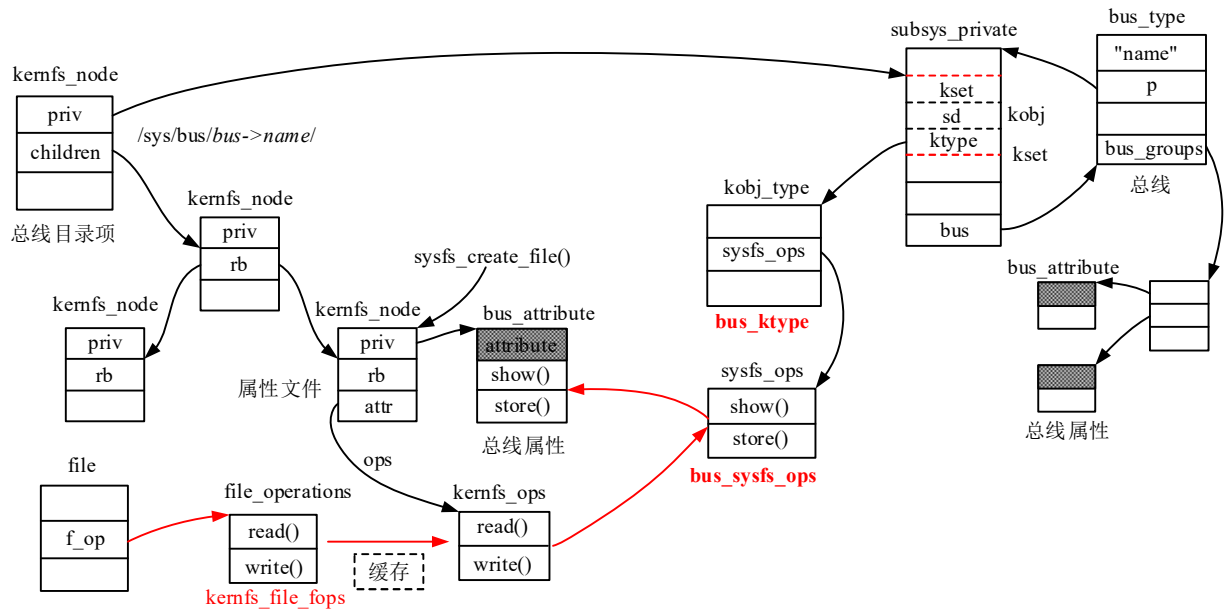 bus_type
subsys_private
"name"
kernfs_node
kset
p
priv
/sys/bus/bus->name/
sd
kobj
children
ktype
kset
bus_groups
kernfs_node
kobj_type
总线
总线目录项
priv
bus
sysfs_create_file()
sysfs_ops
rb
bus_attribute
kernfs_node
kernfs_node
bus_attribute
bus_ktype
priv
priv
attribute
rb
属性文件
rb
show()
sysfs_ops
attr
store()
show()
总线属性
store()
总线属性
file
ops
bus_sysfs_ops
file_operations
kernfs_ops
f_op
read()
read()
write()
缓存
write()
kernfs_file_fops